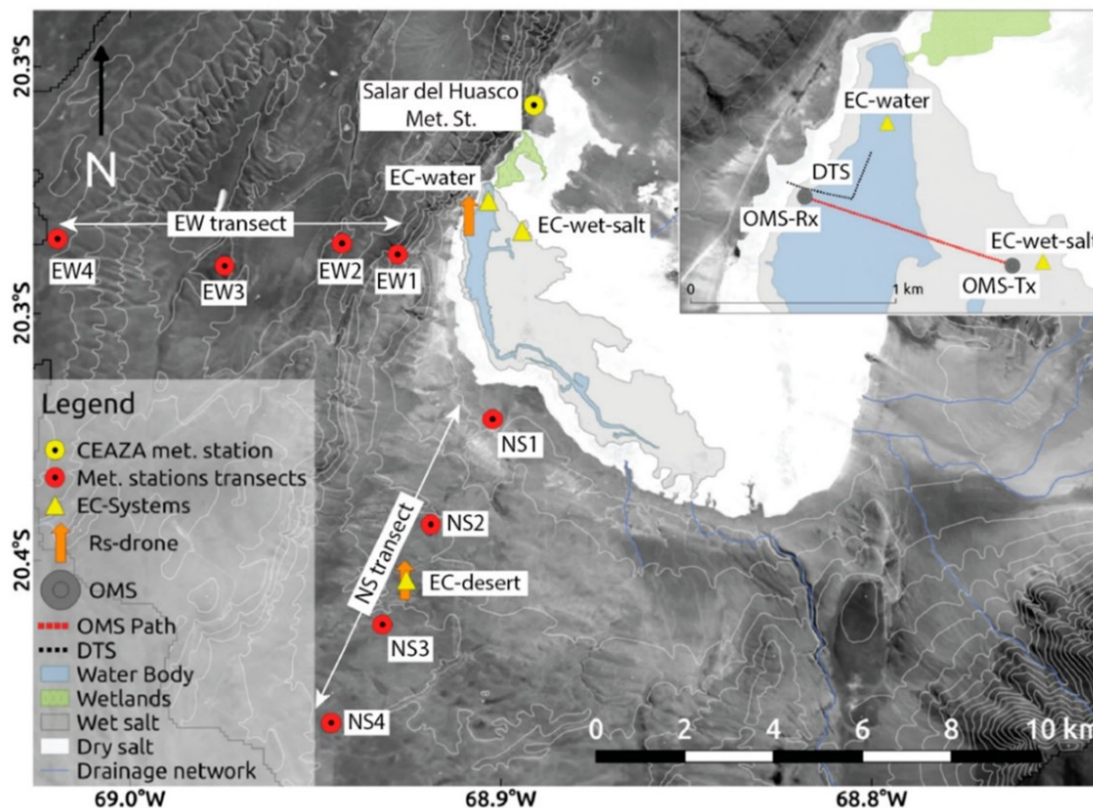 20.3°S
20.3°S
20.4°S
69.0°W
68.9°W
68.8°W
N
Salar del Huasco
Met. St.
EC-water
EC-wet-salt
EW transect
EW4
EW3
EW2
EW1
NS1
NS2
NS transect
EC-desert
NS3
NS4
EC-water
DTS
OMS-Rx
EC-wet-salt
OMS-Tx
0
1 km
Legend
CEAZA met. station
Met. stations transects
EC-Systems
Rs-drone
OMS
OMS Path
DTS
Water Body
Wetlands
Wet salt
Dry salt
Drainage network
0 2 4 6 8 10 km